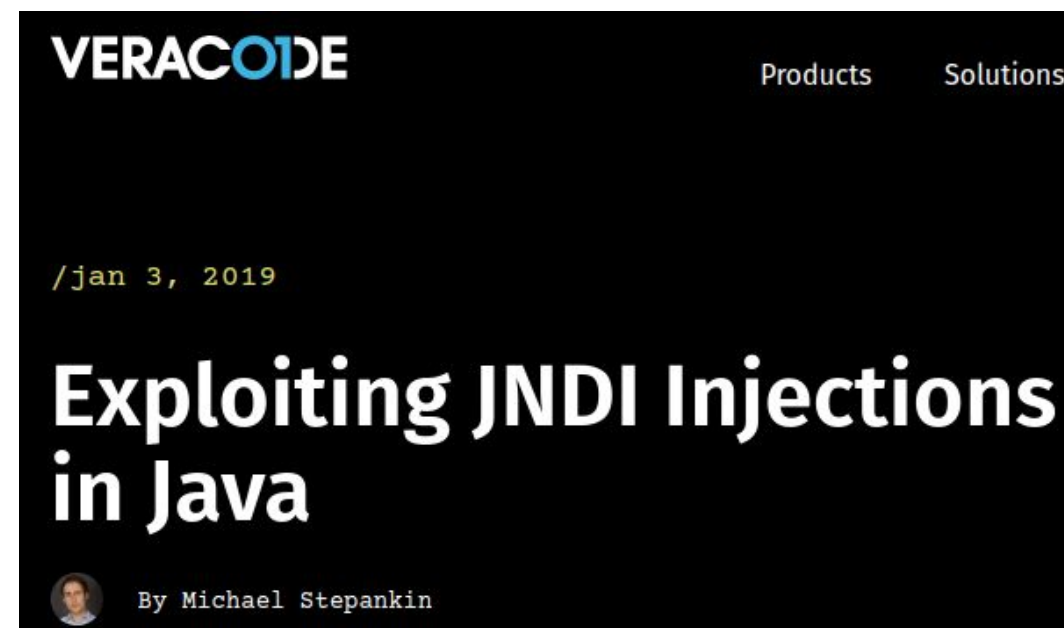 VERACODE
Products Solutions
/jan 3, 2019
Exploiting JNDI Injections
in Java
By Michael Stepankin